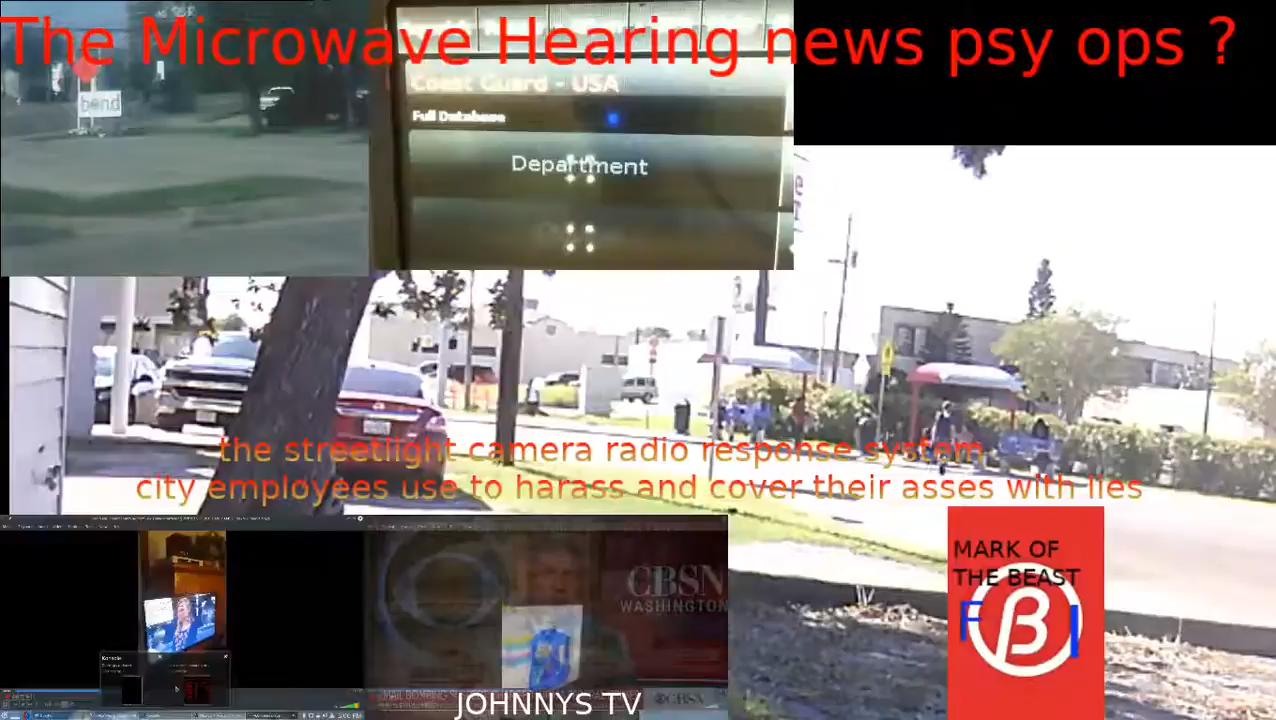 The Microwave Hearing news psy ops ?
bend
Coast Guard - USA
Full Database
Department
the streetlight camera radio response system
city employees use to harass and cover their asses with lies
MARK OF
THE BEAST
F β I
CBSN
WASHINGTON
Konsole
JOHNNYS TV
CBSN